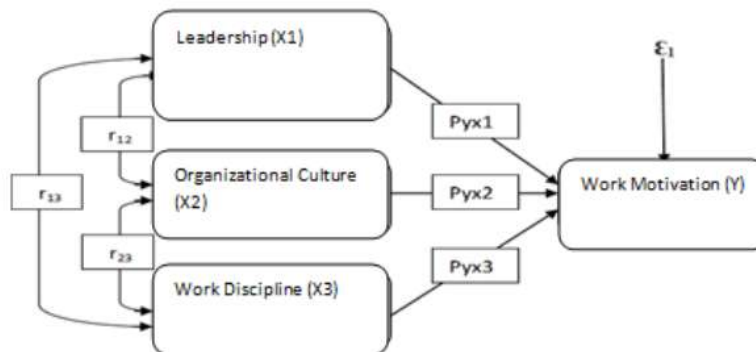 Leadership (X1)
ε₁
r₁₂
Pyx1
Organizational Culture
(X2)
Pyx2
Work Motivation (Y)
r₁₃
r₂₃
Pyx3
Work Discipline (X3)